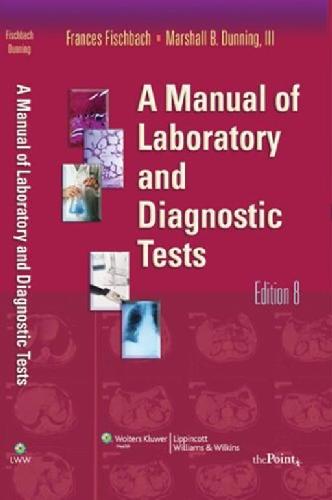 Fischbach
Dunning
A Manual of Laboratory and Diagnostic Tests
LWW
Frances Fischbach ▪ Marshall B. Dunning, III
A Manual of
Laboratory
and
Diagnostic
Tests
Edition 8
Wolters Kluwer
Health
Lippincott
Williams & Wilkins
thePoint